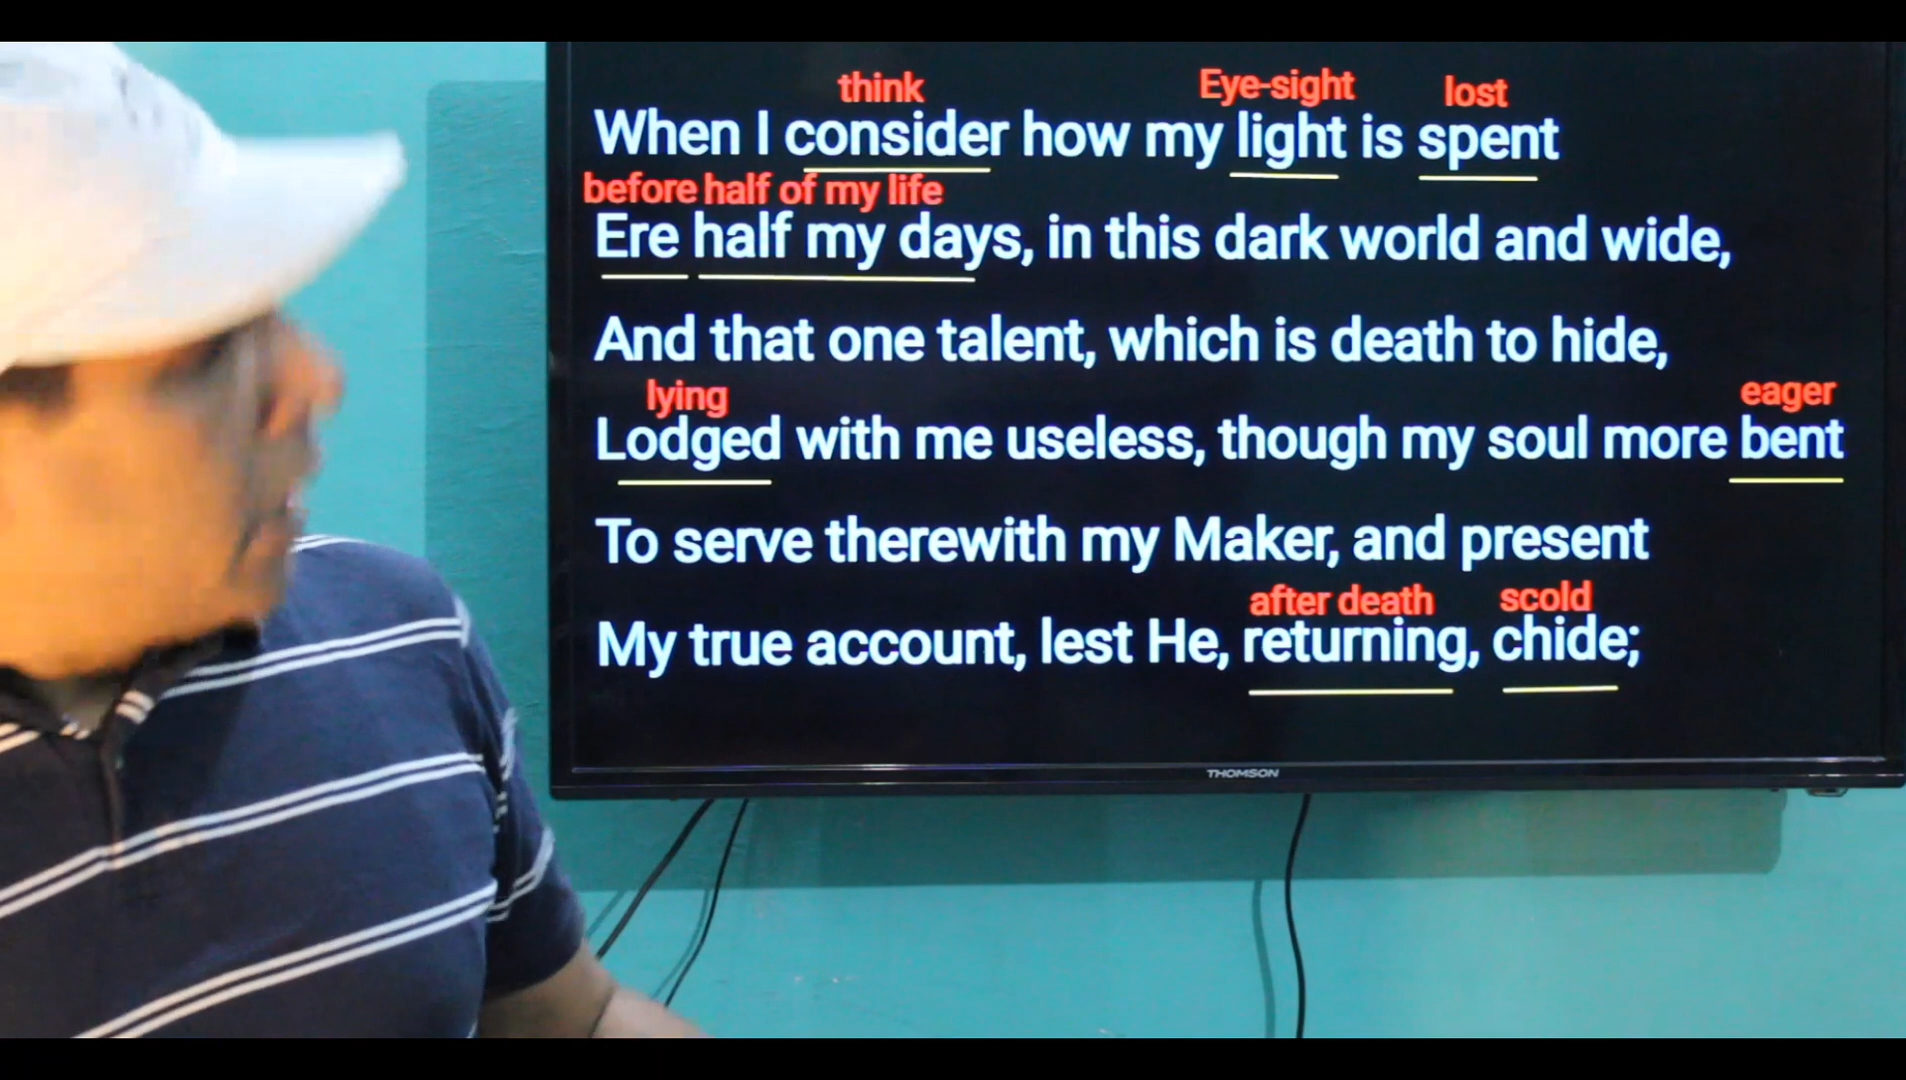 think Eye-sight lost
When I consider how my light is spent
before half of my life
Ere half my days, in this dark world and wide,
And that one talent, which is death to hide,
lying eager
Lodged with me useless, though my soul more bent
To serve therewith my Maker, and present
after death scold
My true account, lest He, returning, chide;
THOMSON